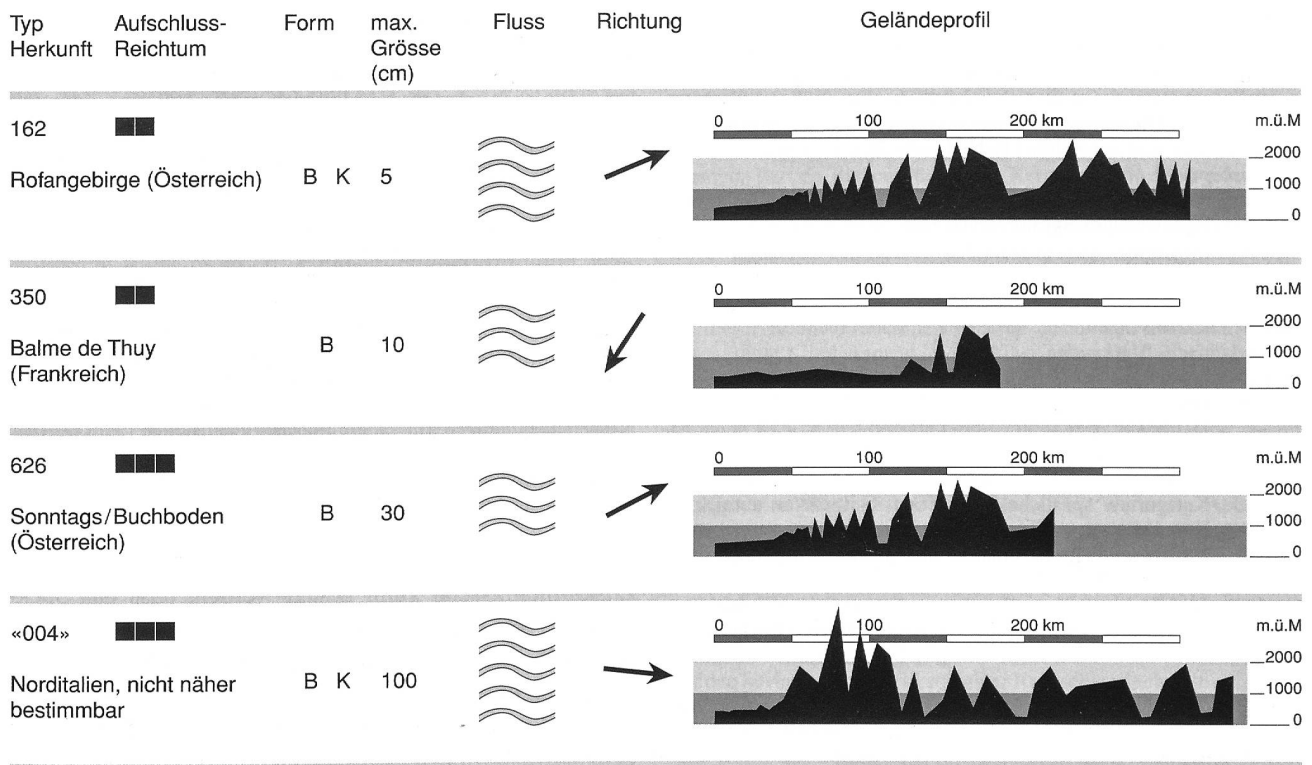 Typ Herkunft
Aufschluss-Reichtum
Form
max. Grösse (cm)
Fluss
Richtung
Geländeprofil
162
0 100 200 km m.ü.M
2000
Rofangebirge (Österreich) B K 5
1000
0
350
0 100 200 km m.ü.M
2000
Balme de Thuy B 10
1000
(Frankreich)
0
626
0 100 200 km m.ü.M
2000
Sonntags/Buchboden B 30
1000
(Österreich)
0
«004»
0 100 200 km m.ü.M
2000
Norditalien, nicht näher B K 100
1000
bestimmbar
0